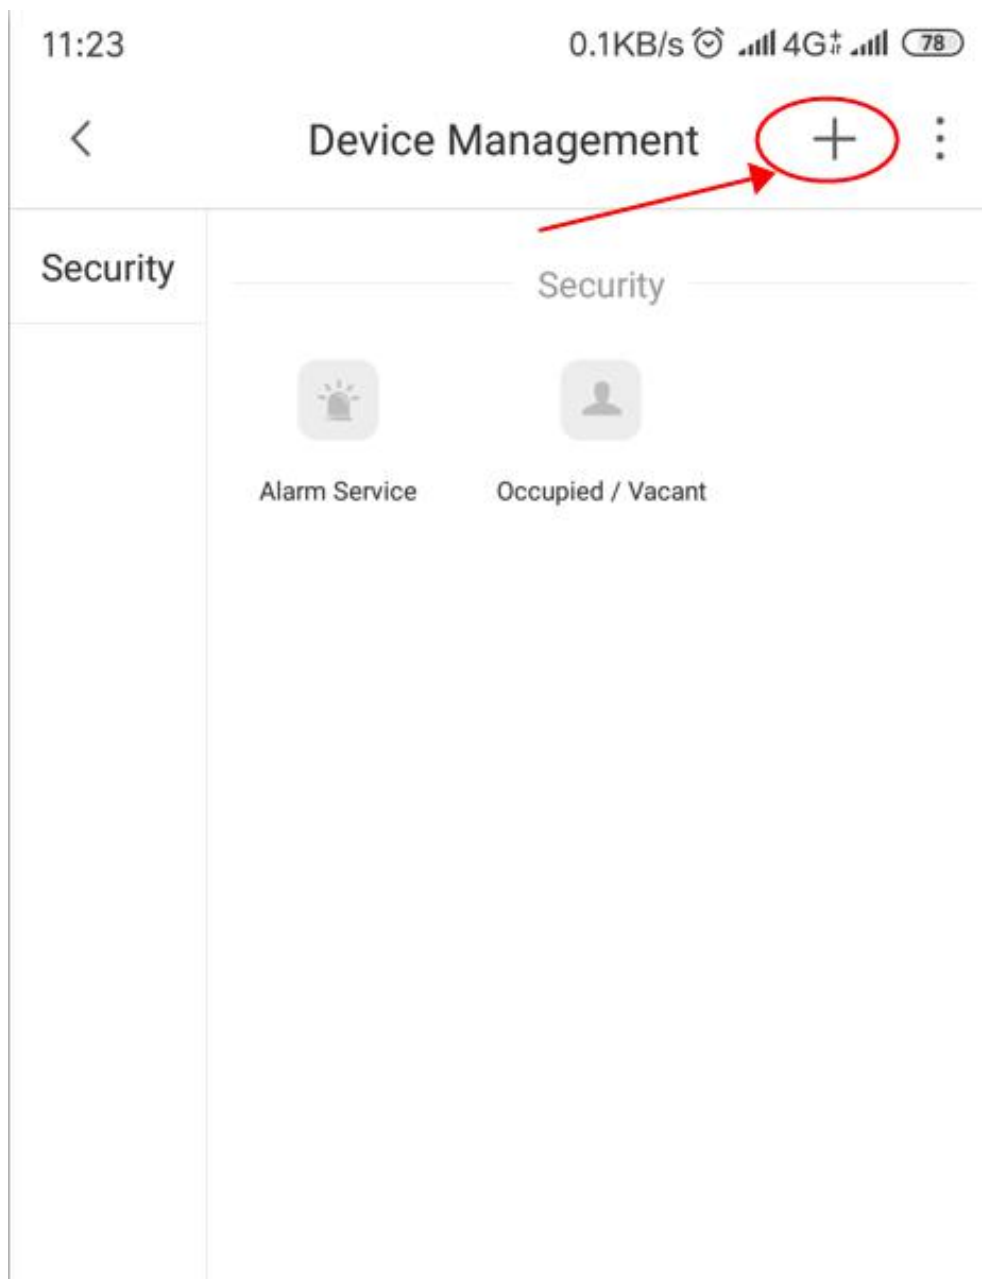 11:23 0.1KB/s 4G 78
Device Management
Security
Security
Alarm Service Occupied / Vacant